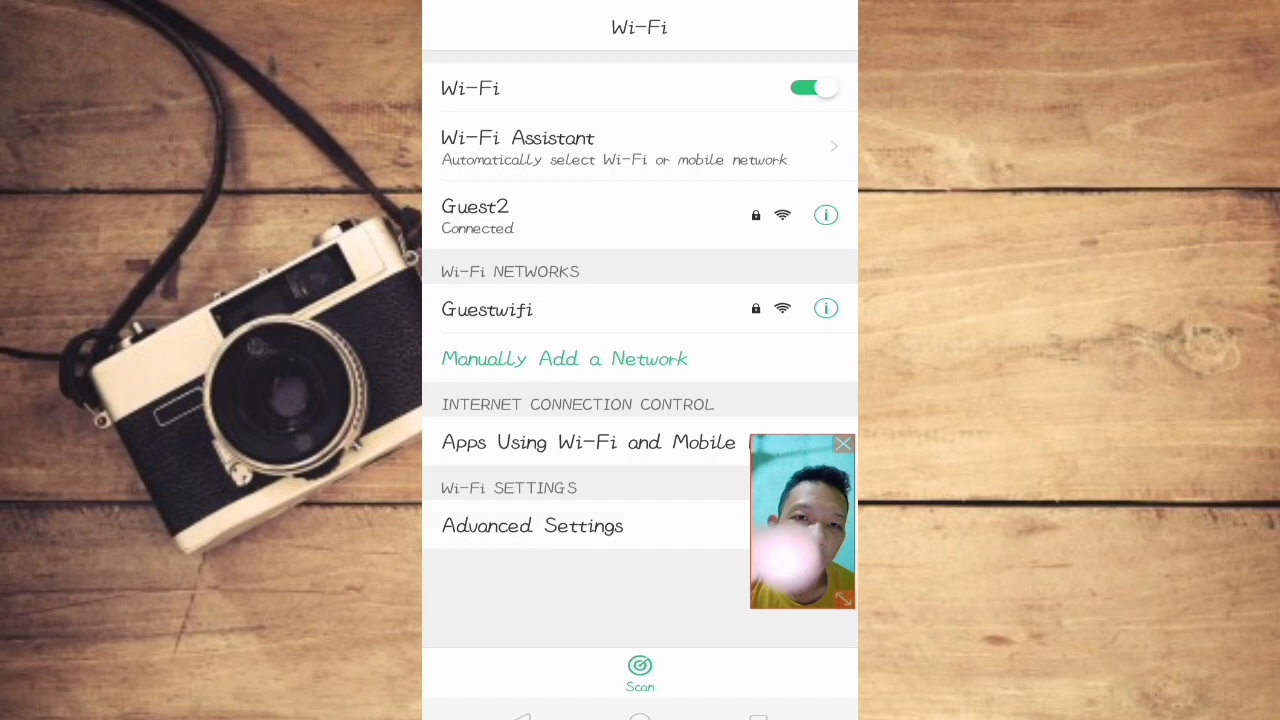 Wi-Fi
Wi-Fi
Wi-Fi Assistant
Automatically select Wi-Fi or mobile network
Guest2
Connected
Wi-Fi NETWORKS
Guestwifi
Manually Add a Network
INTERNET CONNECTION CONTROL
Apps Using Wi-Fi and Mobile
Wi-Fi SETTINGS
Advanced Settings
Scan